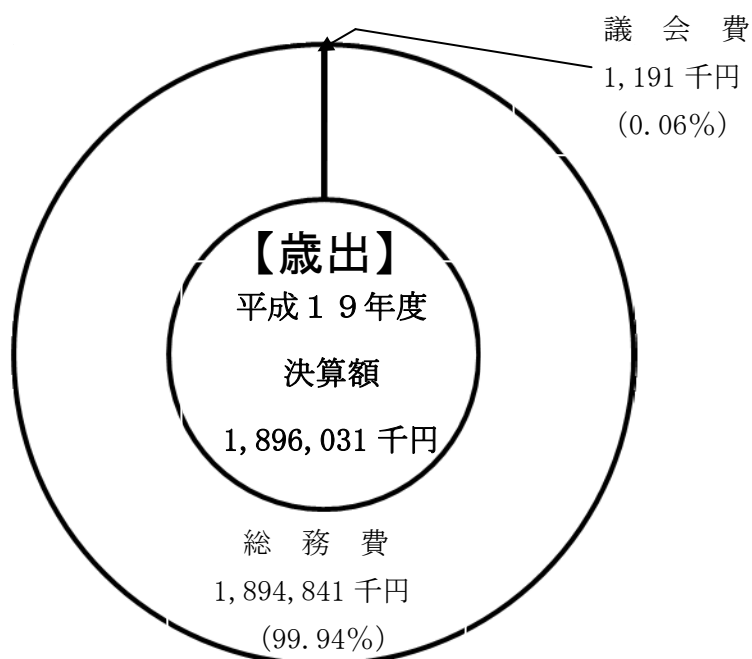 議　会　費
1,191 千円
(0.06%)
【歳出】
平成１９年度
決算額
1,896,031 千円
総　務　費
1,894,841 千円
(99.94%)